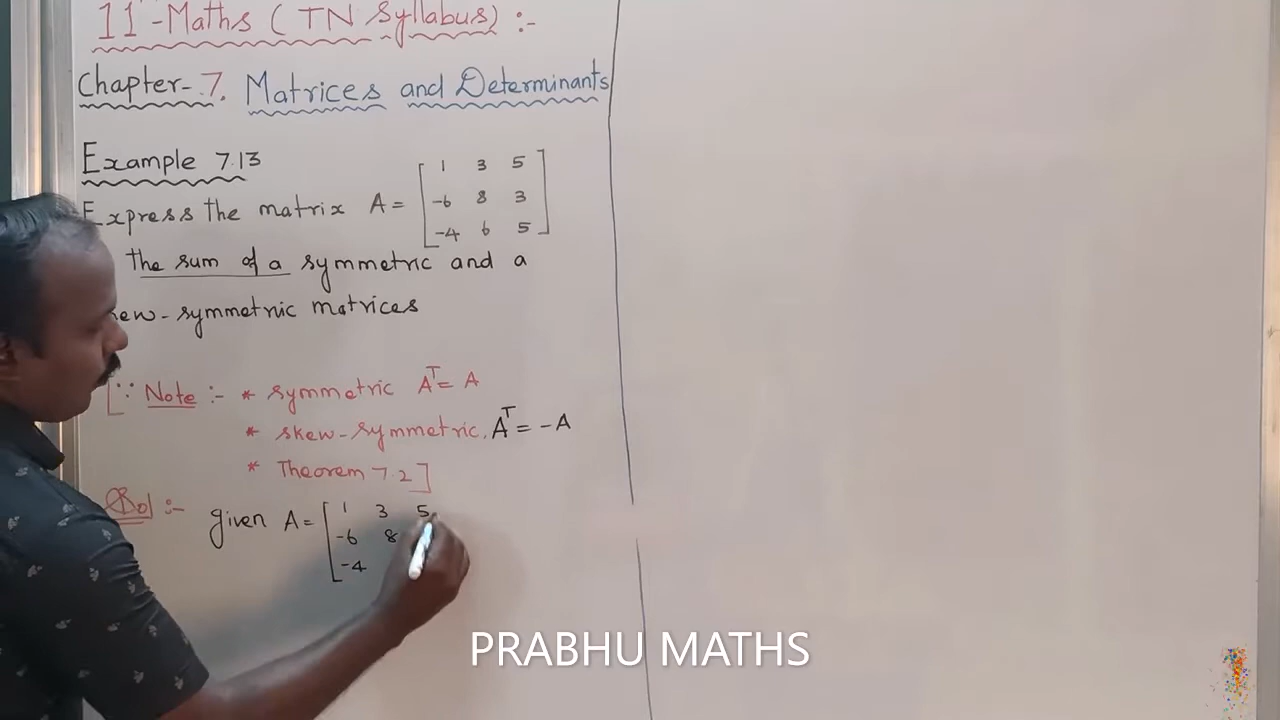 11 -Maths ( TN Syllabus) :-
Chapter-7. Matrices and Determinants
Example 7.13
Express the matrix A = [ 1 3 5
-6 8 3
-4 6 5 ]
the sum of a symmetric and a
skew-symmetric matrices
[∵ Note :- * symmetric Aᵀ= A
* skew-symmetric, Aᵀ = -A
* Theorem 7.2]
Sol :- given A = [ 1 3 5
-6 8
-4
PRABHU MATHS